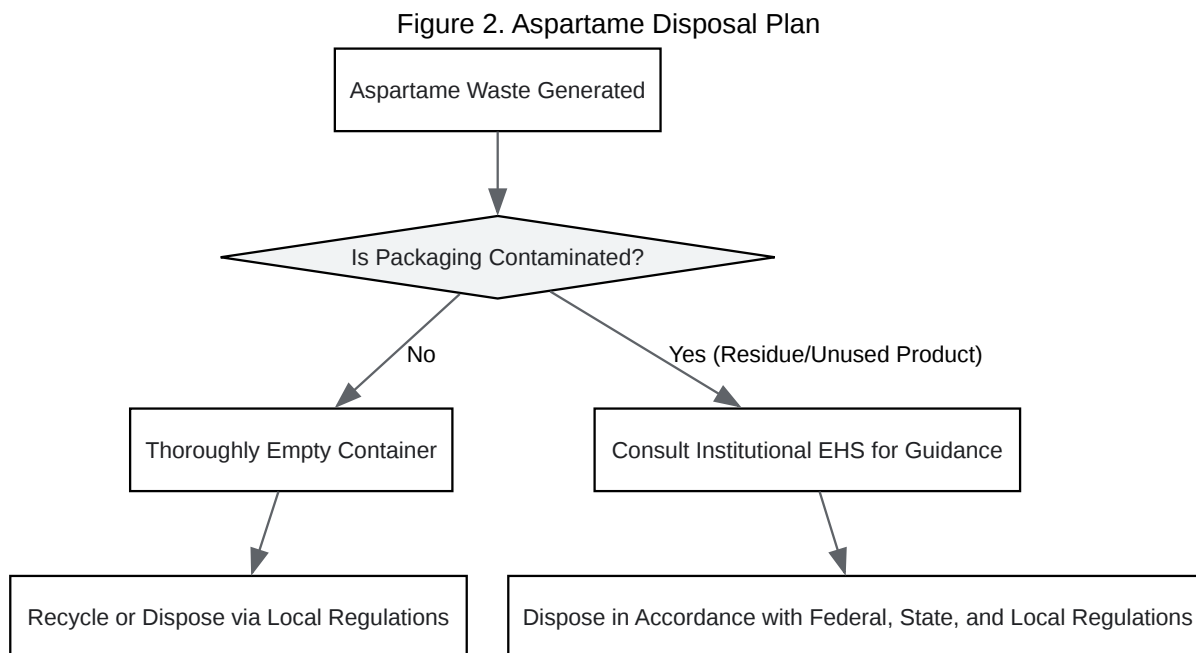 Figure 2. Aspartame Disposal Plan
Aspartame Waste Generated
Is Packaging Contaminated?
No
Yes (Residue/Unused Product)
Thoroughly Empty Container
Consult Institutional EHS for Guidance
Recycle or Dispose via Local Regulations
Dispose in Accordance with Federal, State, and Local Regulations